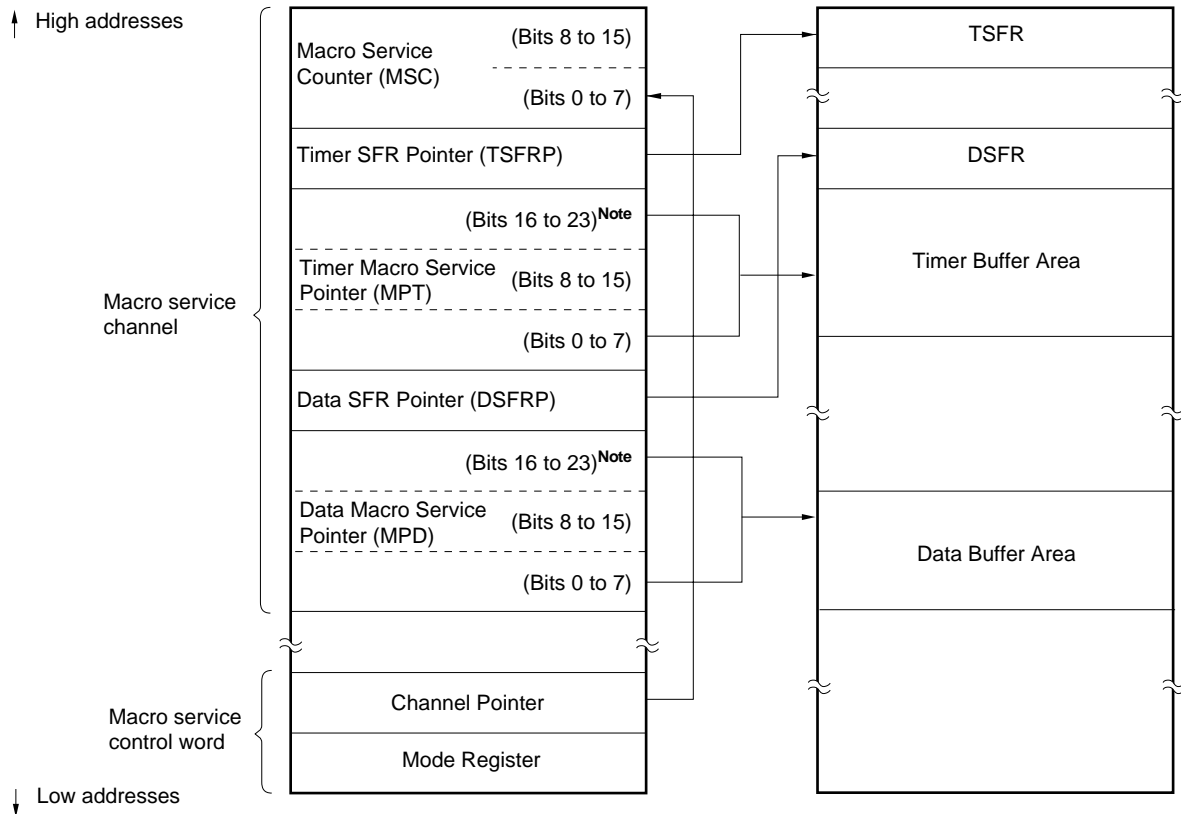 High addresses
Macro Service
Counter (MSC)
(Bits 8 to 15)
(Bits 0 to 7)
Timer SFR Pointer (TSFRP)
(Bits 16 to 23)Note
Timer Macro Service
Pointer (MPT)
(Bits 8 to 15)
(Bits 0 to 7)
Data SFR Pointer (DSFRP)
(Bits 16 to 23)Note
Data Macro Service
Pointer (MPD)
(Bits 8 to 15)
(Bits 0 to 7)
Macro service
channel
Channel Pointer
Mode Register
Macro service
control word
Low addresses
TSFR
DSFR
Timer Buffer Area
Data Buffer Area